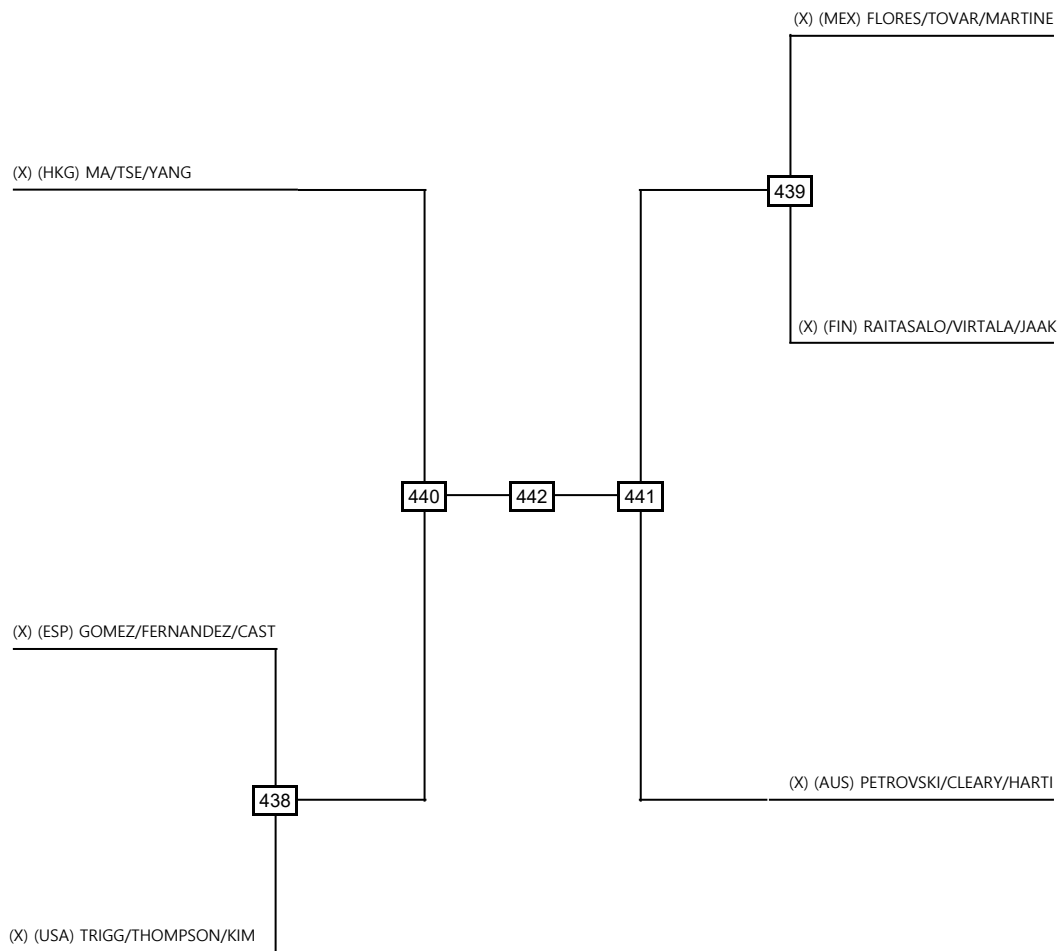 (X) (MEX) FLORES/TOVAR/MARTINE
(X) (HKG) MA/TSE/YANG
439
(X) (FIN) RAITASALO/VIRTALA/JAAK
440
442
441
(X) (ESP) GOMEZ/FERNANDEZ/CAST
(X) (AUS) PETROVSKI/CLEARY/HARTI
438
(X) (USA) TRIGG/THOMPSON/KIM